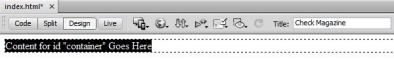 index.html* ×
Code Split Design Live Title: Check Magazine
Content for id "container" Goes Here